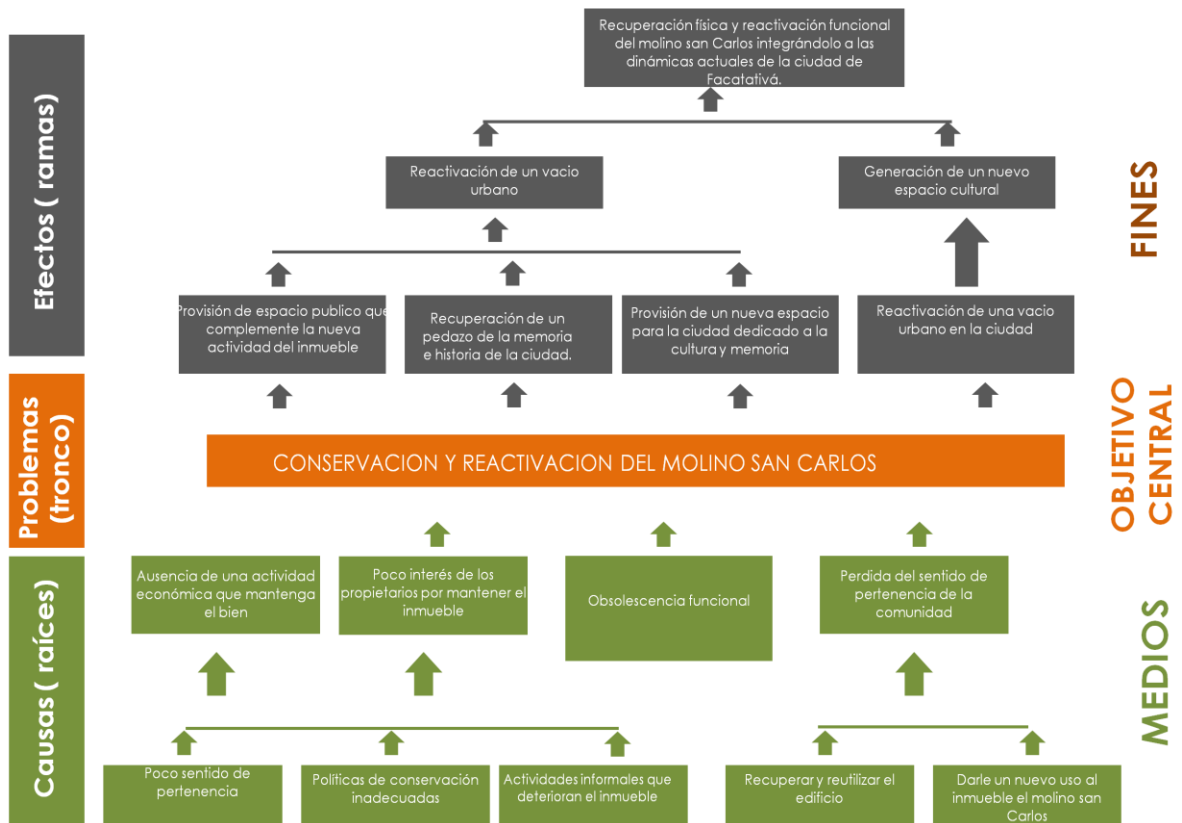 Recuperación física y reactivación funcional
del molino san Carlos integrándolo a las
dinámicas actuales de la ciudad de
Facatativá.
Efectos ( ramas)
FINES
Reactivación de un vacio
urbano
Generación de un nuevo
espacio cultural
Provisión de espacio publico que
complemente la nueva
actividad del inmueble
Recuperación de un
pedazo de la memoria
e historia de la ciudad.
Provisión de un nueva espacio
para la ciudad dedicado a la
cultura y memoria
Reactivación de una vacio
urbano en la ciudad
Problemas
(tronco)
OBJETIVO
CENTRAL
CONSERVACION Y REACTIVACION DEL MOLINO SAN CARLOS
Causas ( raíces)
MEDIOS
Ausencia de una actividad
económica que mantenga
el bien
Poco interés de los
propietarios por mantener el
inmueble
Obsolescencia funcional
Perdida del sentido de
pertenencia de la
comunidad
Poco sentido de
pertenencia
Políticas de conservación
inadecuadas
Actividades informales que
deterioran el inmueble
Recuperar y reutilizar el
edificio
Darle un nuevo uso al
inmueble el molino san
Carlos